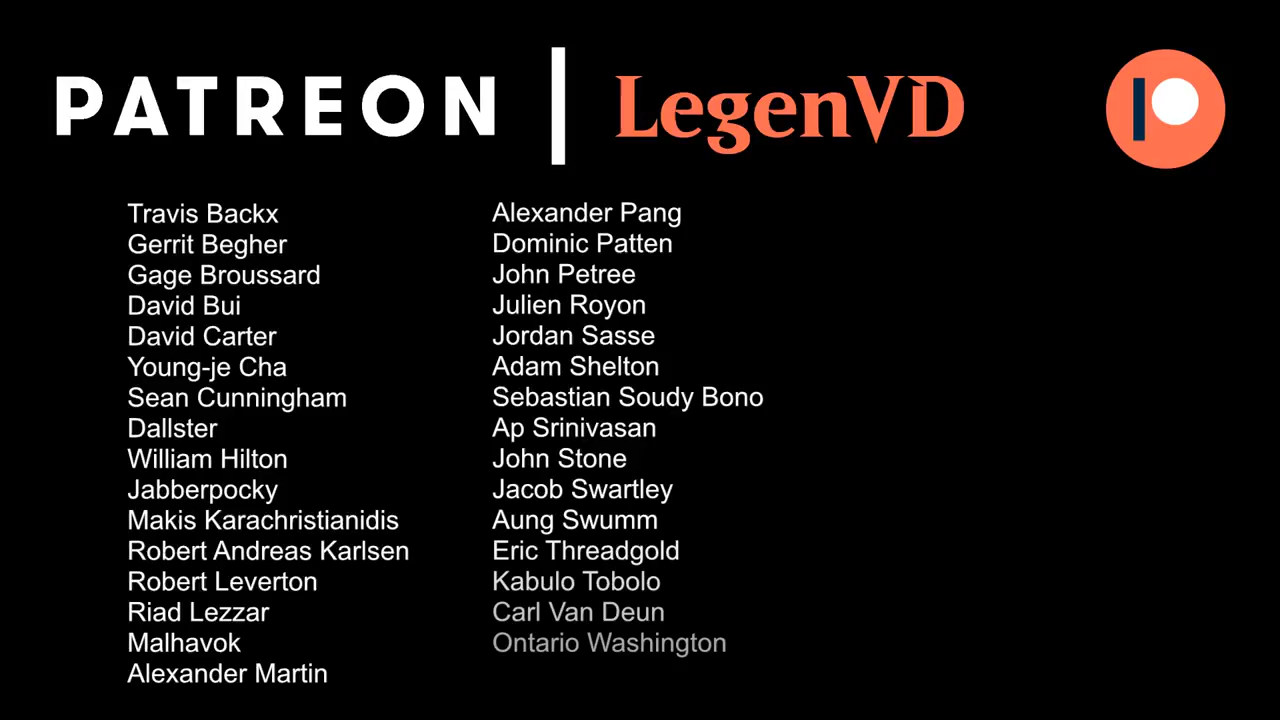 PATREON | LegenVD
Travis Backx
Gerrit Begher
Gage Broussard
David Bui
David Carter
Young-je Cha
Sean Cunningham
Dallster
William Hilton
Jabberpocky
Makis Karachristianidis
Robert Andreas Karlsen
Robert Leverton
Riad Lezzar
Malhavok
Alexander Martin
Alexander Pang
Dominic Patten
John Petree
Julien Royon
Jordan Sasse
Adam Shelton
Sebastian Soudy Bono
Ap Srinivasan
John Stone
Jacob Swartley
Aung Swumm
Eric Threadgold
Kabulo Tobolo
Carl Van Deun
Ontario Washington